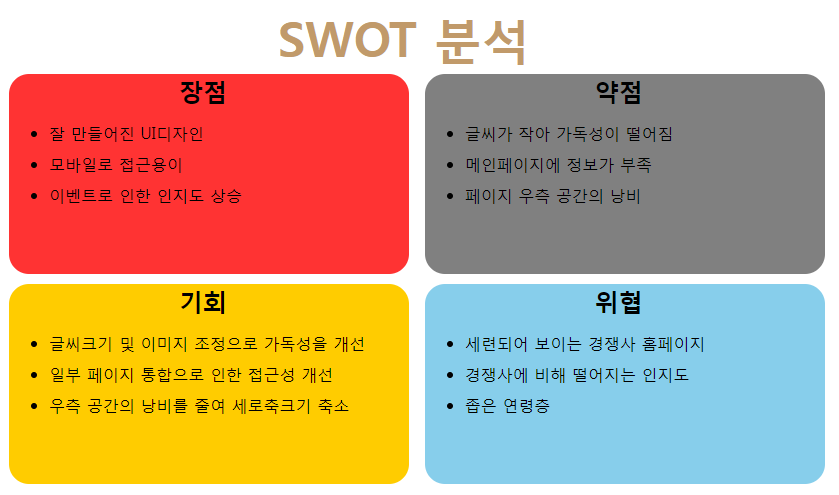 SWOT 분석
장점
잘 만들어진 UI디자인
모바일로 접근용이
이벤트로 인한 인지도 상승
약점
글씨가 작아 가독성이 떨어짐
메인페이지에 정보가 부족
페이지 우측 공간의 낭비
기회
글씨크기 및 이미지 조정으로 가독성을 개선
일부 페이지 통합으로 인한 접근성 개선
우측 공간의 낭비를 줄여 세로축크기 축소
위협
세련되어 보이는 경쟁사 홈페이지
경쟁사에 비해 떨어지는 인지도
좁은 연령층